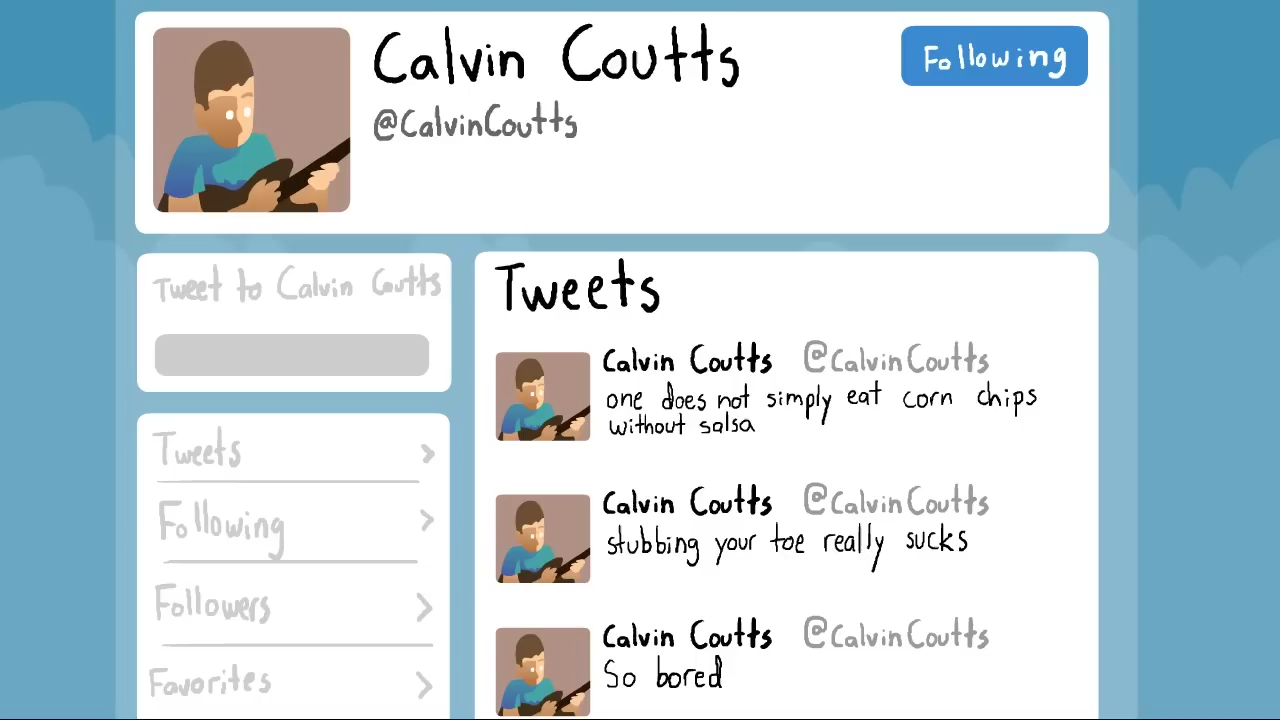 Calvin Coutts
@CalvinCoutts
Following
Tweet to Calvin Coutts
Tweets
Following
Followers
Favorites
Tweets
Calvin Coutts @CalvinCoutts
one does not simply eat corn chips
without salsa
Calvin Coutts @CalvinCoutts
stubbing your toe really sucks
Calvin Coutts @CalvinCoutts
So bored